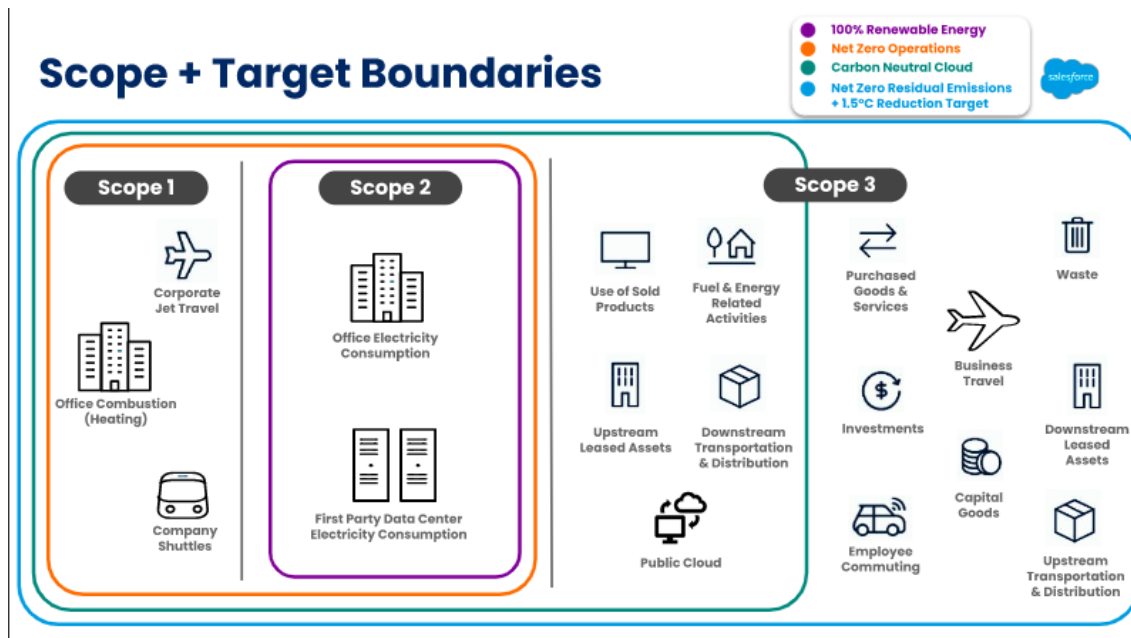 100% Renewable Energy
Net Zero Operations
Carbon Neutral Cloud
Net Zero Residual Emissions
+ 1.5°C Reduction Target
salesforce
Scope + Target Boundaries
Scope 1
Corporate
Jet Travel
Office Combustion
(Heating)
Company
Shuttles
Scope 2
Office Electricity
Consumption
First Party Data Center
Electricity Consumption
Scope 3
Use of Sold
Products
Fuel & Energy
Related
Activities
Upstream
Leased Assets
Downstream
Transportation
& Distribution
Public Cloud
Purchased
Goods &
Services
Waste
Business
Travel
Investments
Downstream
Leased
Assets
Capital
Goods
Employee
Commuting
Upstream
Transportation
& Distribution